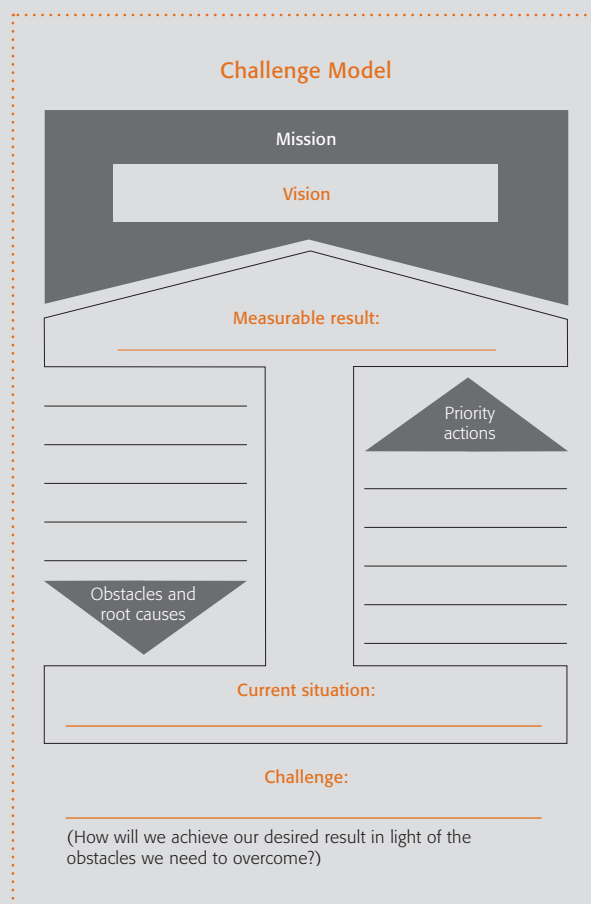 Challenge Model
Mission
Vision
Measurable result:
Priority
actions
Obstacles and
root causes
Current situation:
Challenge:
(How will we achieve our desired result in light of the
obstacles we need to overcome?)